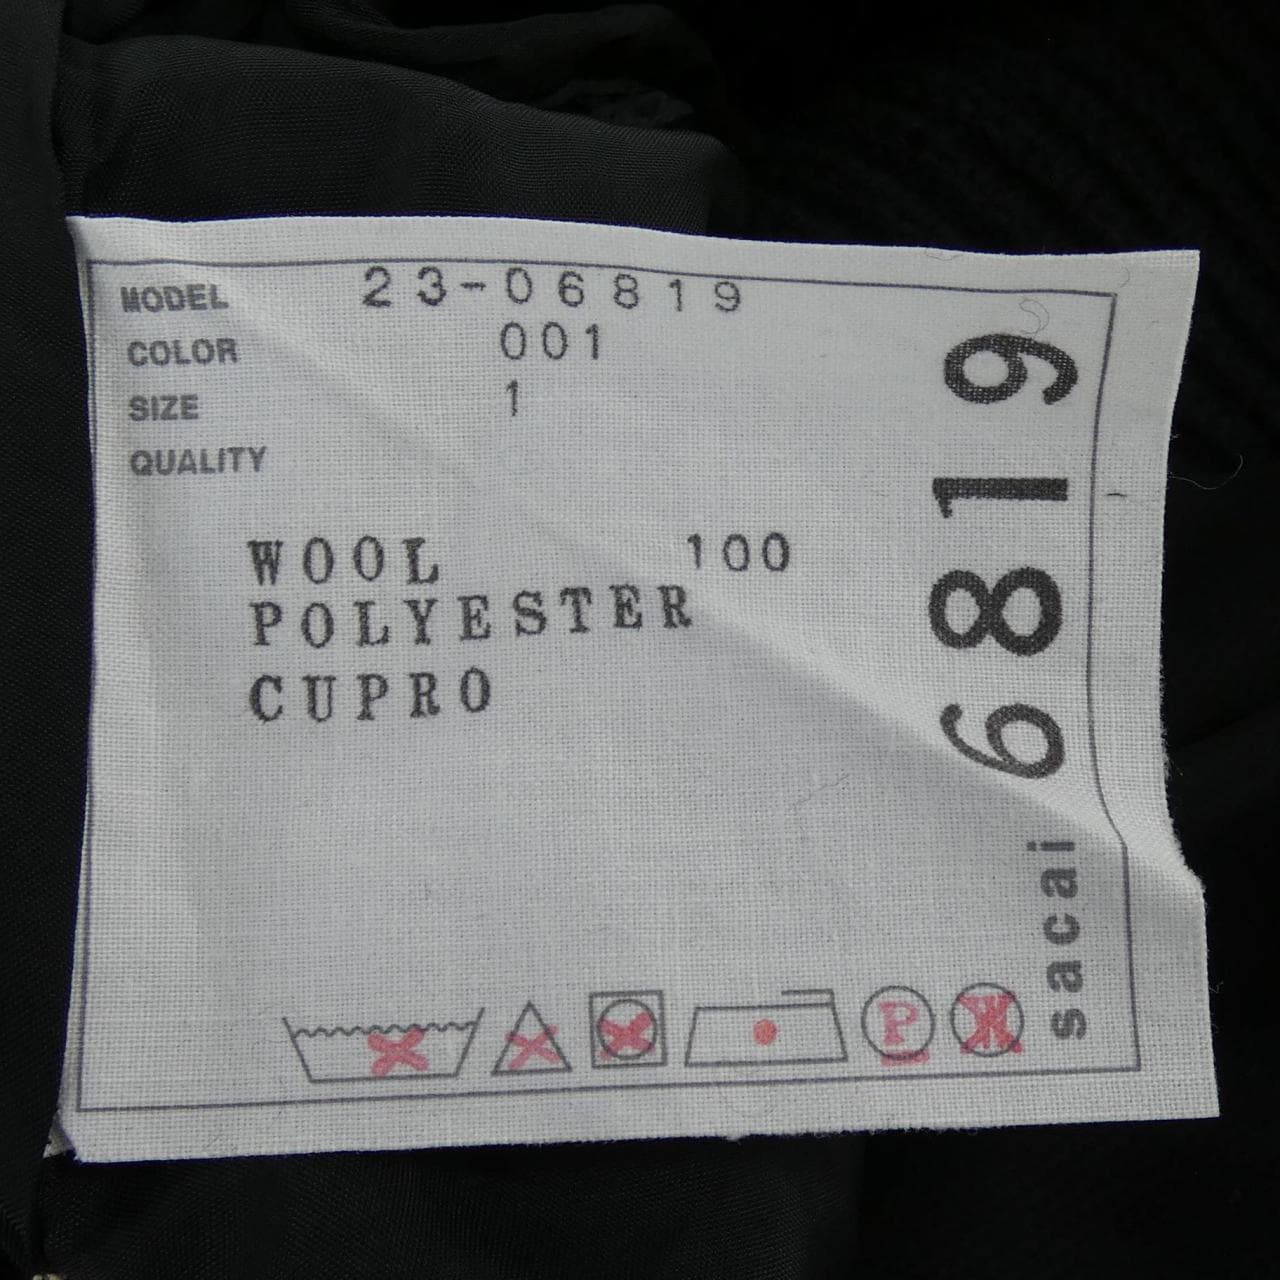 MODEL 23-06819
COLOR 001
SIZE 1
QUALITY
WOOL 100
POLYESTER
CUPRO
sacai 6819
P
W